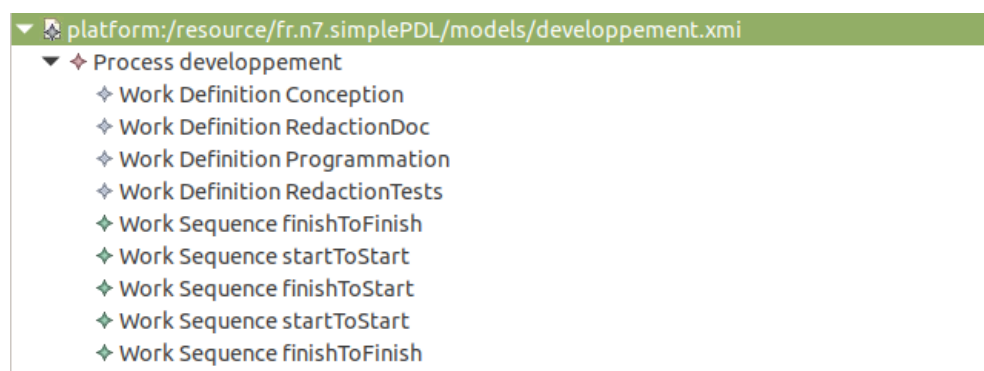 platform:/resource/fr.n7.simplePDL/models/developpement.xmi
Process developpement
Work Definition Conception
Work Definition RedactionDoc
Work Definition Programmation
Work Definition RedactionTests
Work Sequence finishToFinish
Work Sequence startToStart
Work Sequence finishToStart
Work Sequence startToStart
Work Sequence finishToFinish